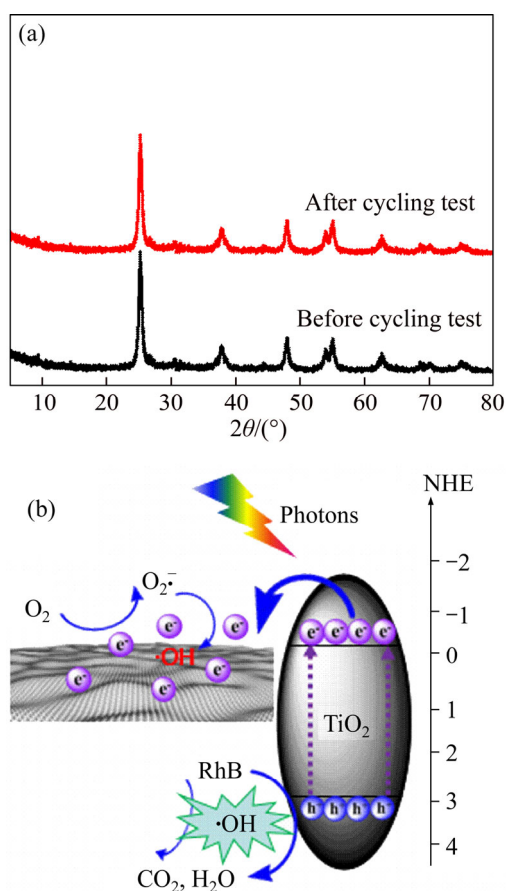 (a)
After cycling test
Before cycling test
10 20 30 40 50 60 70 80
2θ/(°)
(b)
NHE
Photons
−2
O₂
O₂•⁻
e⁻ e⁻ e⁻
−1
e⁻ e⁻ e⁻ e⁻
·OH
0
e⁻ e⁻ e⁻
1
TiO₂
2
RhB
3
h h h h
·OH
4
CO₂, H₂O